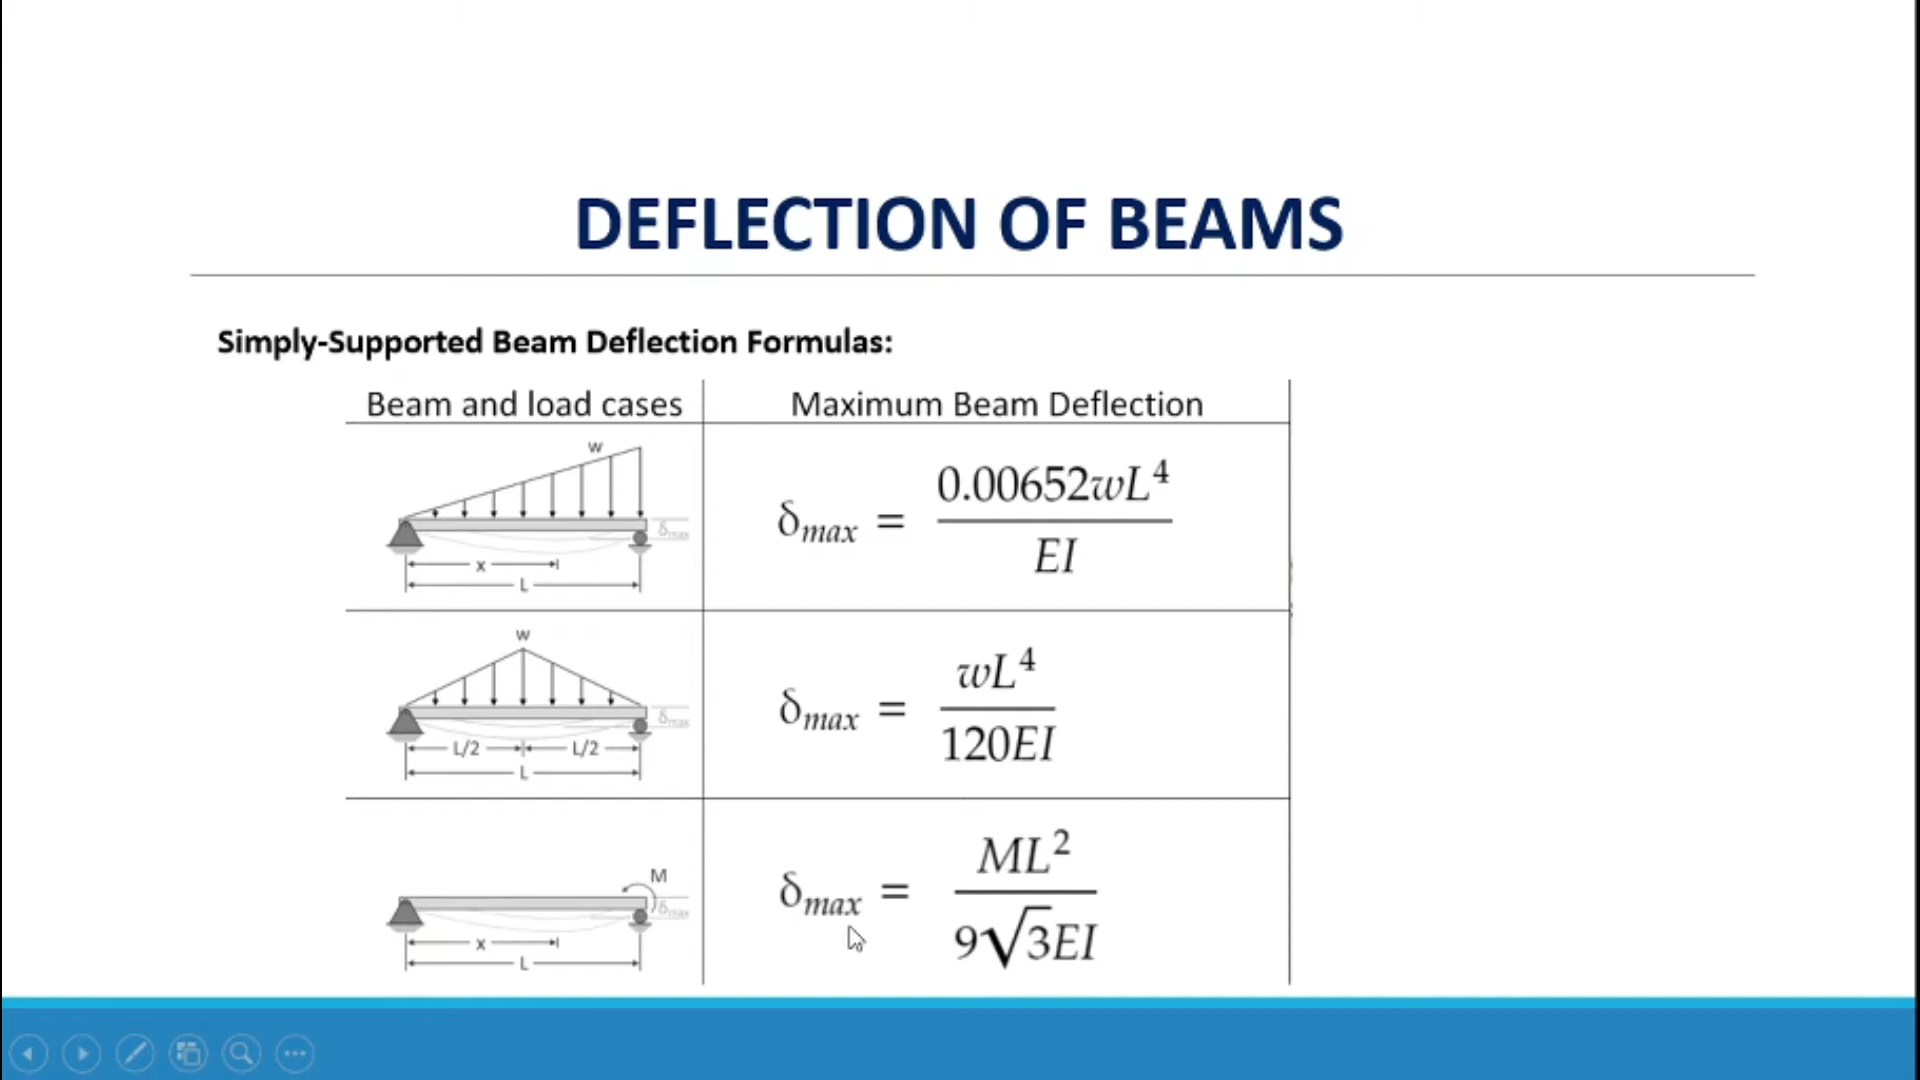 DEFLECTION OF BEAMS
Simply-Supported Beam Deflection Formulas:
Beam and load cases
Maximum Beam Deflection
w
δmax
x
L
δmax = 0.00652wL⁴ / EI
w
δmax
L/2 L/2
L
δmax = wL⁴ / 120EI
M
δmax
x
L
δmax = ML² / 9√3EI